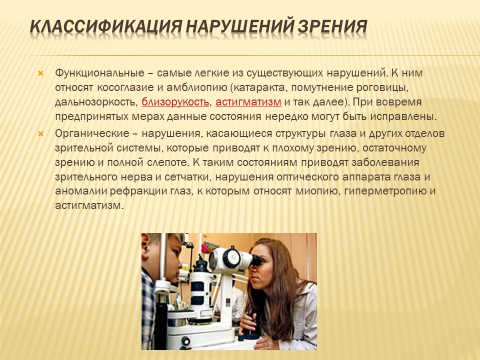 КЛАССИФИКАЦИЯ НАРУШЕНИЙ ЗРЕНИЯ
Функциональные – самые легкие из существующих нарушений. К ним
относят косоглазие и амблиопию (катаракта, помутнение роговицы,
дальнозоркость, близорукость, астигматизм и так далее). При вовремя
предпринятых мерах данные состояния нередко могут быть исправлены.
Органические – нарушения, касающиеся структуры глаза и других отделов
зрительной системы, которые приводят к плохому зрению, остаточному
зрению и полной слепоте. К таким состояниям приводят заболевания
зрительного нерва и сетчатки, нарушения оптического аппарата глаза и
аномалии рефракции глаз, к которым относят миопию, гиперметропию и
астигматизм.